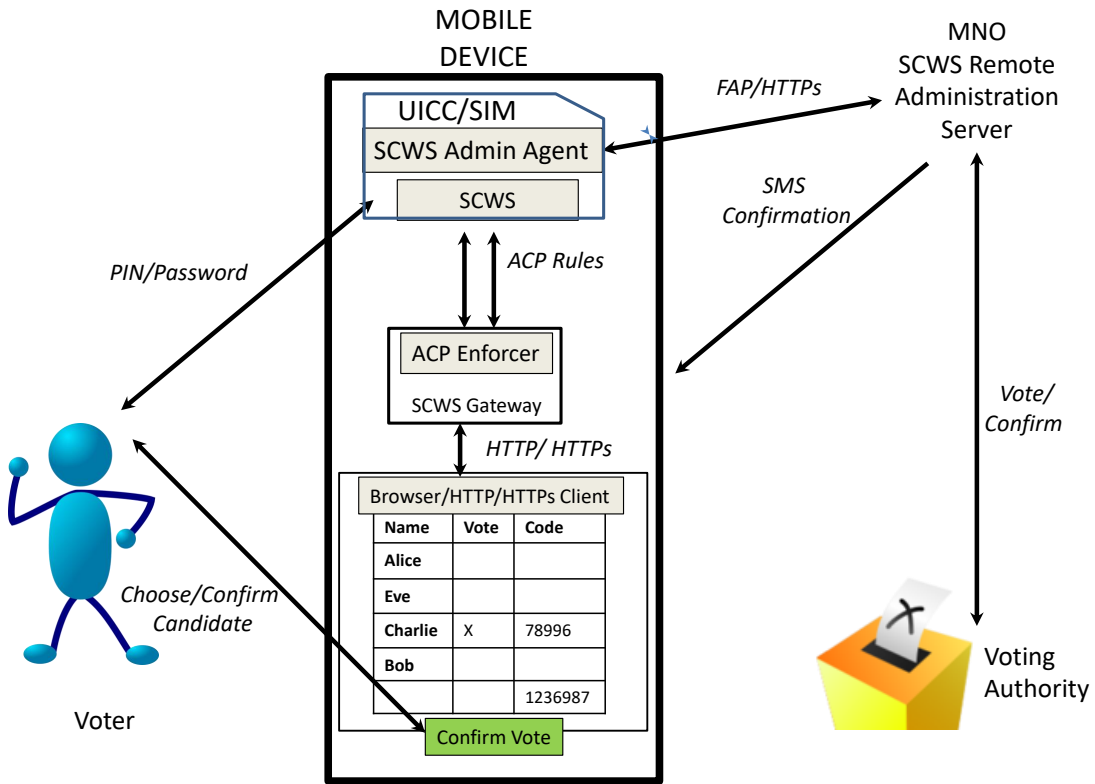 MOBILE
DEVICE
MNO
SCWS Remote
Administration
Server
FAP/HTTPs
UICC/SIM
SCWS Admin Agent
SCWS
SMS
Confirmation
PIN/Password
ACP Rules
ACP Enforcer
SCWS Gateway
Vote/
Confirm
HTTP/ HTTPs
Browser/HTTP/HTTPs Client
Name Vote Code
Alice
Eve
Charlie X 78996
Bob
1236987
Confirm Vote
Choose/Confirm
Candidate
Voter
X
Voting
Authority